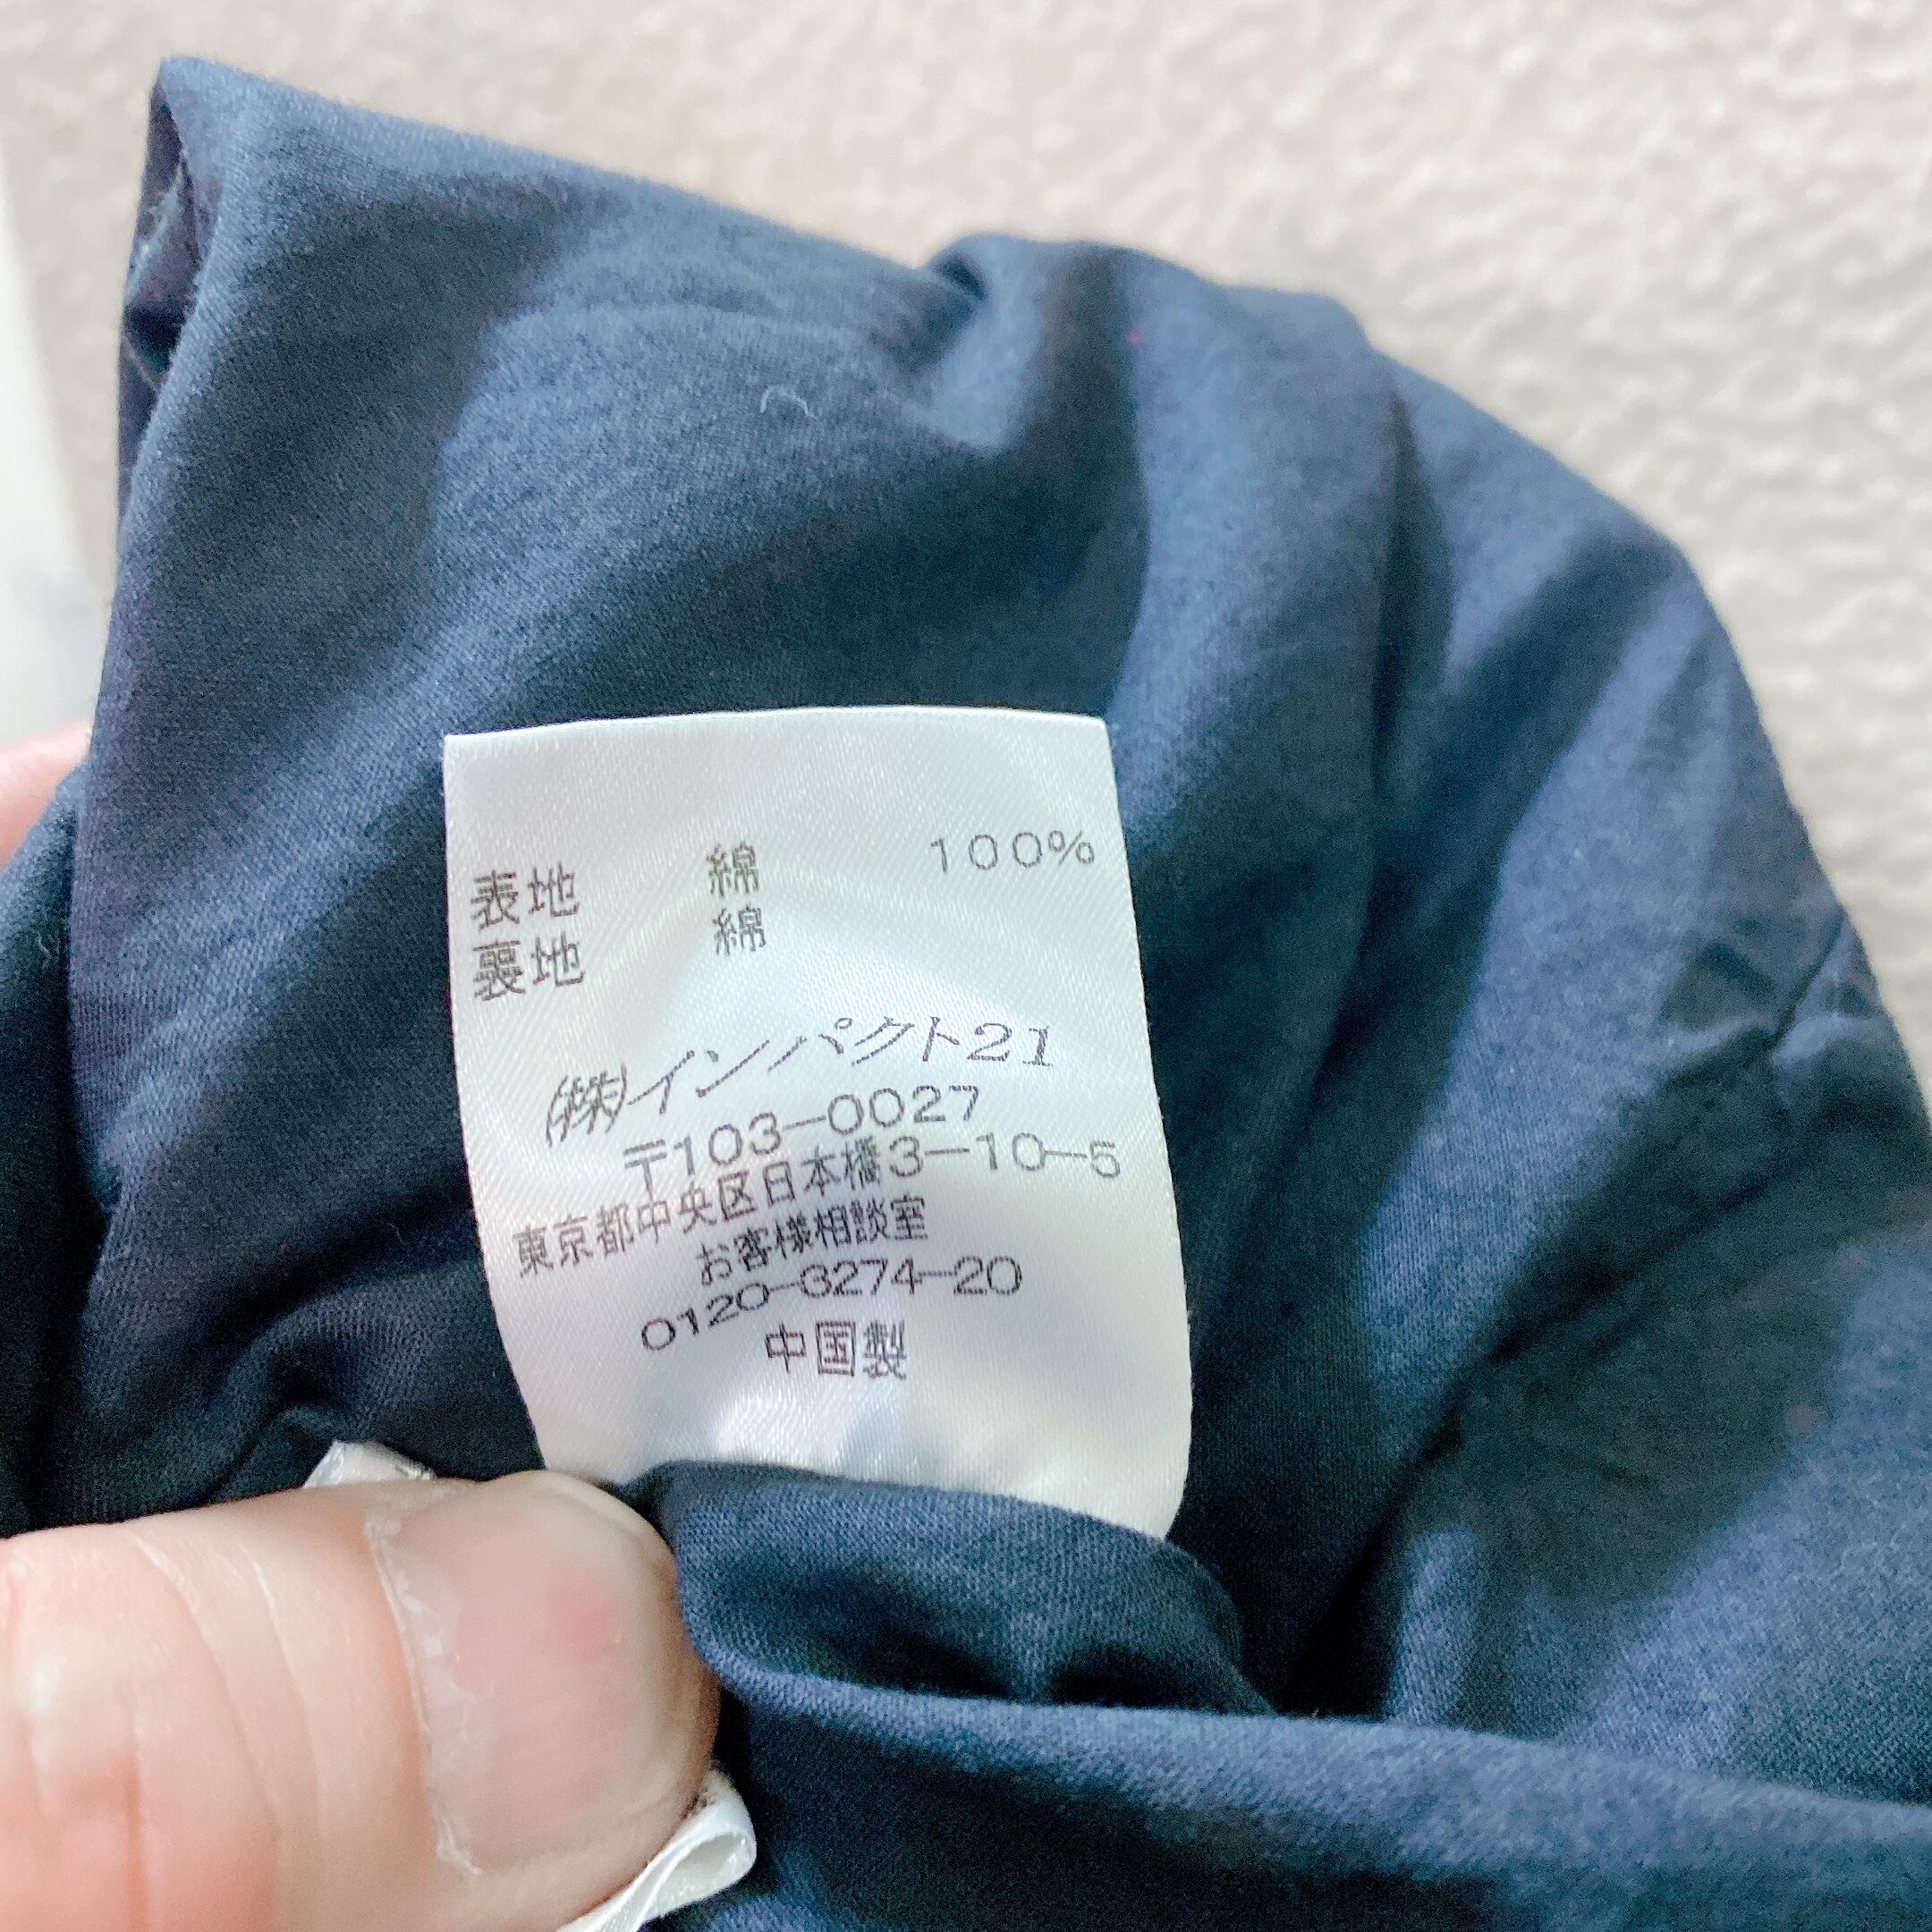 表地 綿 100%
裏地 綿
㈱インパクト21
〒103-0027
東京都中央区日本橋3-10-5
お客様相談室
0120-3274-20
中国製